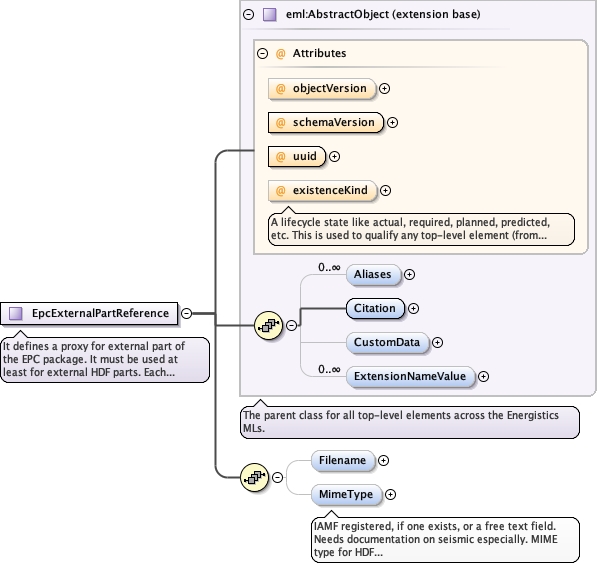 eml:AbstractObject (extension base)
@ Attributes
@ objectVersion
@ schemaVersion
@ uuid
@ existenceKind
A lifecycle state like actual, required, planned, predicted,
etc. This is used to qualify any top-level element (from...
0..∞
Aliases
EpcExternalPartReference
Citation
It defines a proxy for external part of
the EPC package. It must be used at
least for external HDF parts. Each...
CustomData
0..∞
ExtensionNameValue
The parent class for all top-level elements across the Energistics
MLs.
Filename
MimeType
IAMF registered, if one exists, or a free text field.
Needs documentation on seismic especially. MIME
type for HDF...